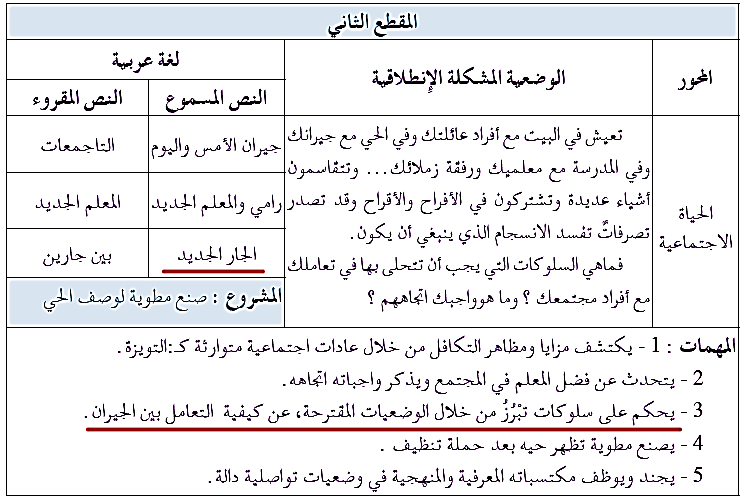 المقطع الثاني
المحور
الوضعية المشكلة الإنطلاقية
لغة عربية
النص المسموع
النص المقروء
الحياة
الاجتماعية
تعيش في البيت مع أفراد عائلتك وفي الحي مع جيرانك
وفي المدرسة مع معلميك ورفقة زملائك... وتتقاسمون
أشياء عديدة وتشتركون في الأفراح والأقراح وقد تصدر
تصرفاتٌ تفسد الانسجام الذي ينبغي أن يكون.
فماهي السلوكات التي يجب أن تتحلى بها في تعاملك
مع أفراد مجتمعك ؟ وما هوواجبك اتجاههم ؟
جيران الأمس واليوم
التاجمعات
رامي والمعلم الجديد
المعلم الجديد
الجار الجديد
بين جارين
المشروع : صنع مطوية لوصف الحي
المهمات : 1 - يكتشف مزايا ومظاهر التكافل من خلال عادات اجتماعية متوارثة كـ:التويزة.
2 - يتحدث عن فضل المعلم في المجتمع ويذكر واجباته اتجاهه.
3 - يحكم على سلوكات تبْرُزُ من خلال الوضعيات المقترحة، عن كيفية التعامل بين الجيران.
4 - يصنع مطوية تظهر حيه بعد حملة تنظيف .
5 - يجند ويوظف مكتسباته المعرفية والمنهجية في وضعيات تواصلية دالة.